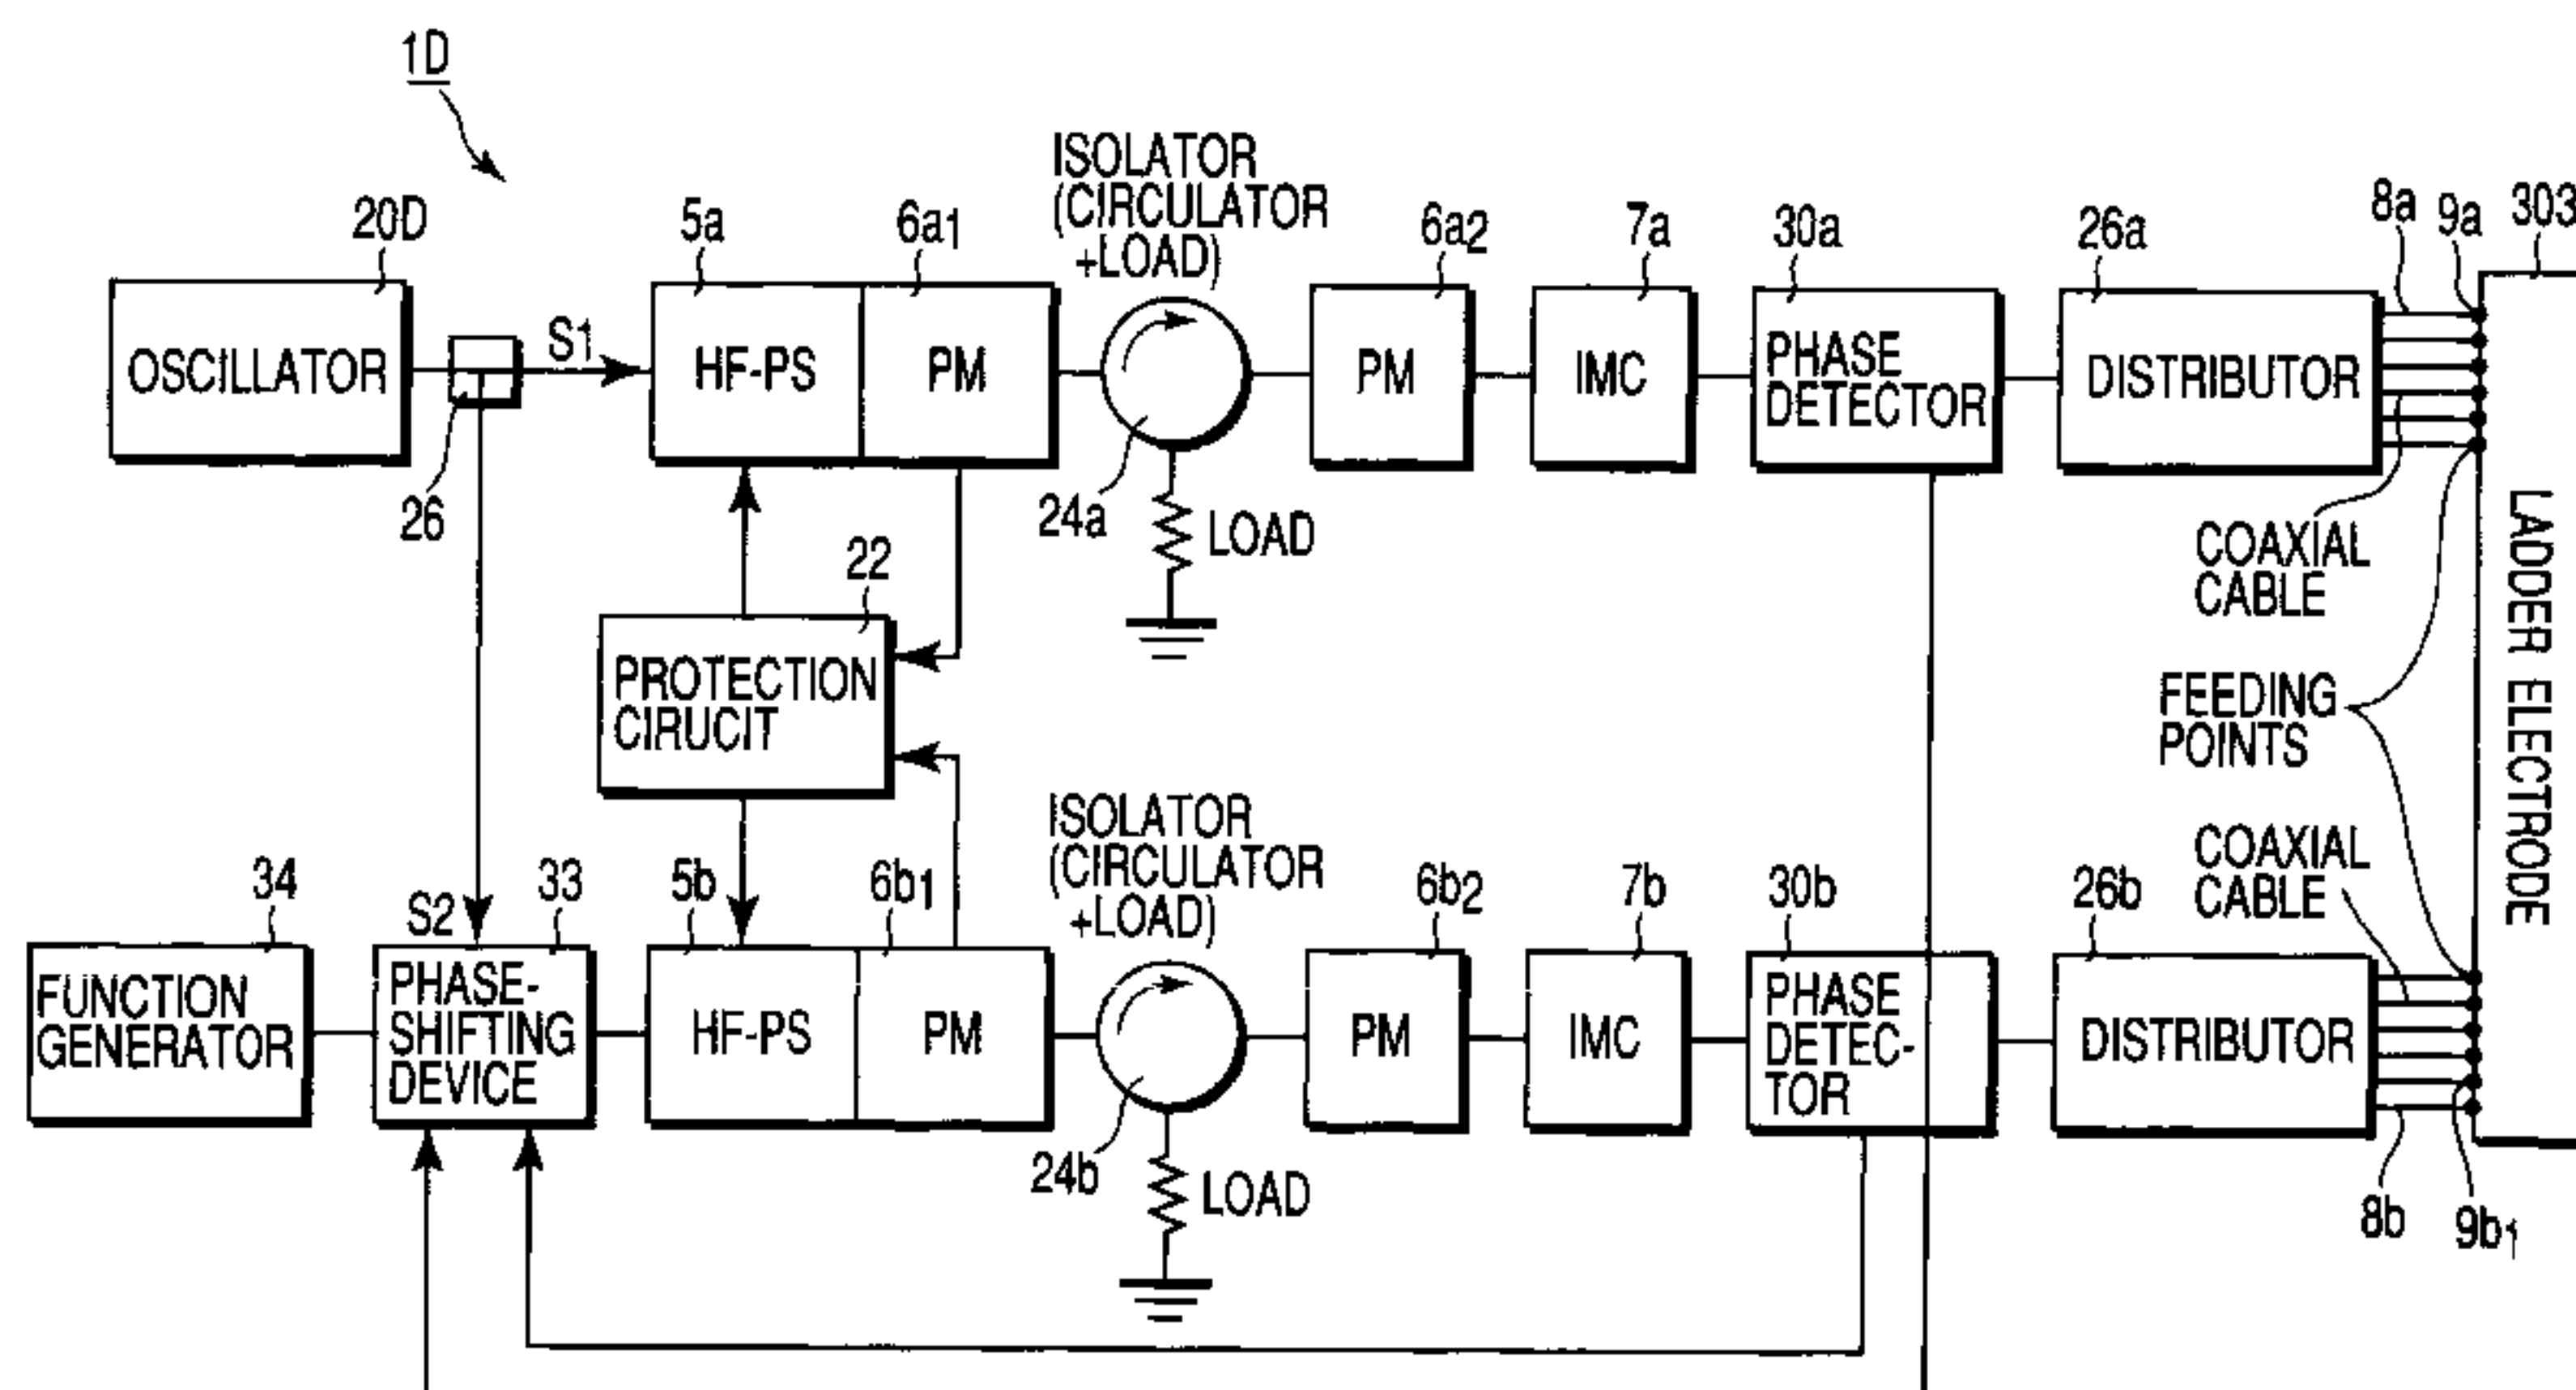 1D
20D
5a
6a1
ISOLATOR
(CIRCULATOR
+LOAD)
6a2
7a
30a
26a
8a
9a
303
OSCILLATOR
S1
HF-PS
PM
PM
IMC
PHASE
DETECTOR
DISTRIBUTOR
26
24a
LOAD
COAXIAL
CABLE
LADDER ELECTRODE
22
PROTECTION
CIRUCIT
FEEDING
POINTS
ISOLATOR
(CIRCULATOR
+LOAD)
COAXIAL
CABLE
34
S2
33
5b
6b1
6b2
7b
30b
26b
FUNCTION
GENERATOR
PHASE-
SHIFTING
DEVICE
HF-PS
PM
PM
IMC
PHASE
DETEC-
TOR
DISTRIBUTOR
24b
LOAD
8b
9b1